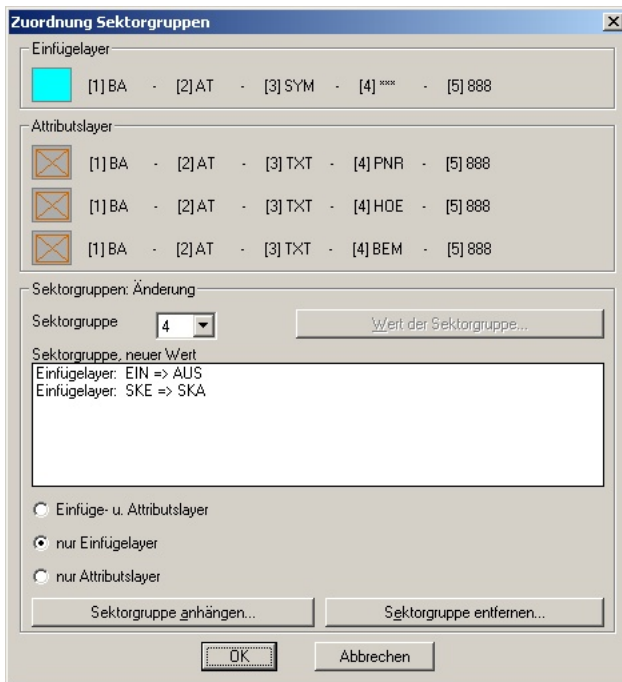 Zuordnung Sektorgruppen
Einfügelayer
[1] BA - [2] AT - [3] SYM - [4] *** - [5] 888
Attributslayer
[1] BA - [2] AT - [3] TXT - [4] PNR - [5] 888
[1] BA - [2] AT - [3] TXT - [4] HOE - [5] 888
[1] BA - [2] AT - [3] TXT - [4] BEM - [5] 888
Sektorgruppen: Änderung
Sektorgruppe 4 Wert der Sektorgruppe...
Sektorgruppe, neuer Wert
Einfügelayer: EIN => AUS
Einfügelayer: SKE => SKA
Einfüge- u. Attributslayer
nur Einfügelayer
nur Attributslayer
Sektorgruppe anhängen... Sektorgruppe entfernen...
OK Abbrechen